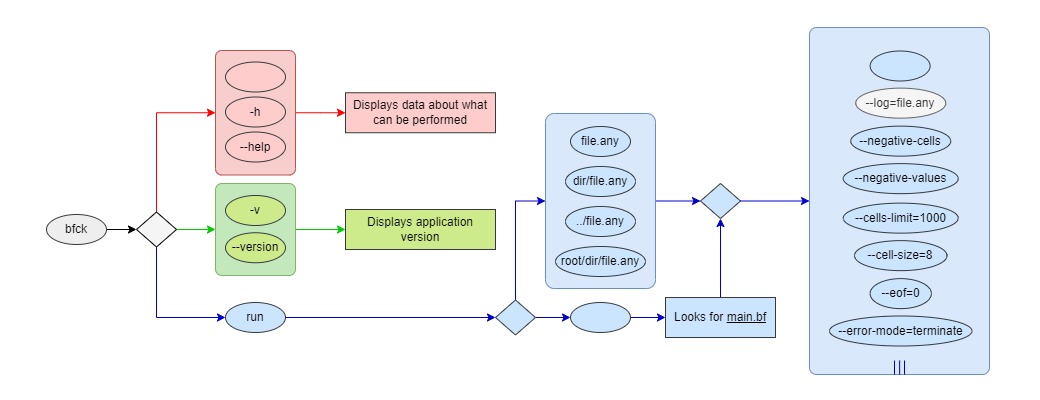 bfck
-h
--help
Displays data about what
can be performed
-v
--version
Displays application
version
run
file.any
dir/file.any
../file.any
root/dir/file.any
Looks for main.bf
--log=file.any
--negative-cells
--negative-values
--cells-limit=1000
--cell-size=8
--eof=0
--error-mode=terminate